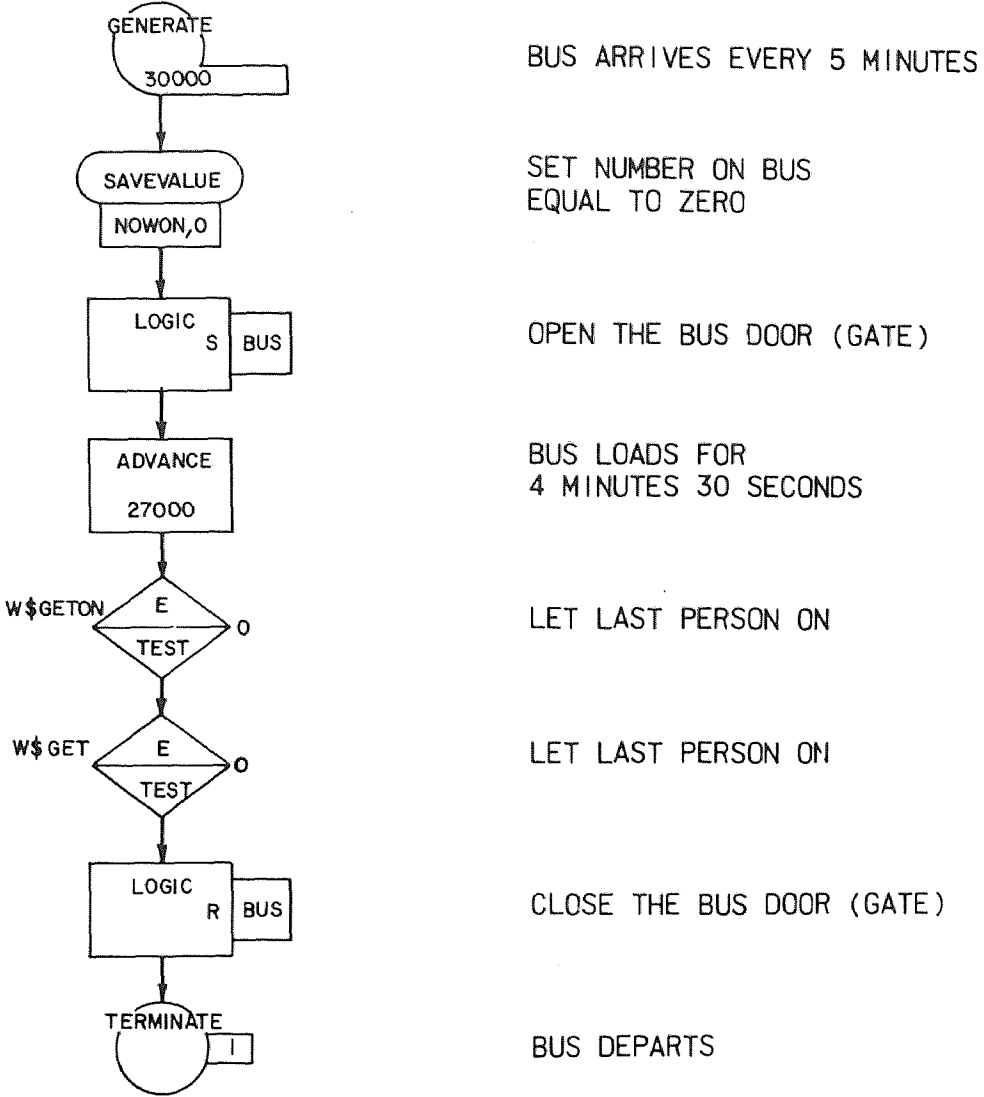 GENERATE
30000
BUS ARRIVES EVERY 5 MINUTES
SAVEVALUE
NOWON,0
SET NUMBER ON BUS
EQUAL TO ZERO
LOGIC
S
BUS
OPEN THE BUS DOOR (GATE)
ADVANCE
27000
BUS LOADS FOR
4 MINUTES 30 SECONDS
W$GETON
E
TEST
0
LET LAST PERSON ON
W$GET
E
TEST
0
LET LAST PERSON ON
LOGIC
R
BUS
CLOSE THE BUS DOOR (GATE)
TERMINATE
1
BUS DEPARTS